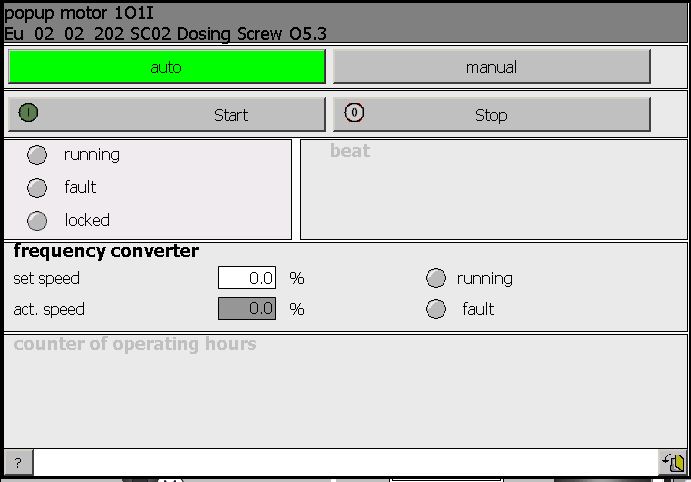 popup motor 1O1I
Eu 02 02 202 SC02 Dosing Screw O5.3
auto manual
I Start 0 Stop
running beat
fault
locked
frequency converter
set speed 0.0 % running
act. speed 0.0 % fault
counter of operating hours
?